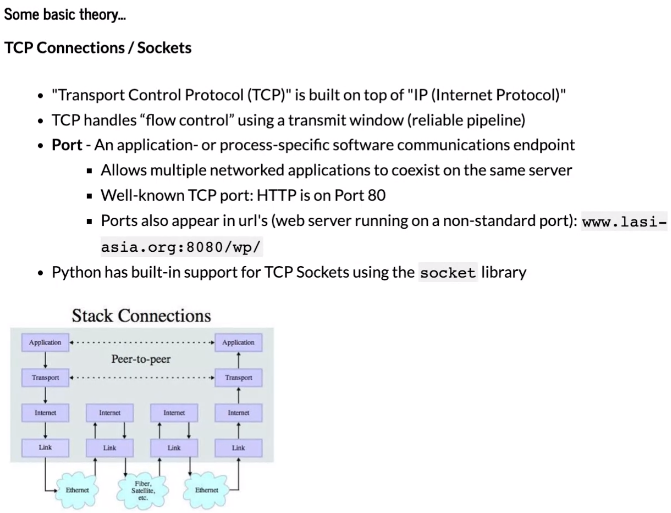 Some basic theory...
TCP Connections / Sockets
"Transport Control Protocol (TCP)" is built on top of "IP (Internet Protocol)"
TCP handles “flow control” using a transmit window (reliable pipeline)
Port - An application- or process-specific software communications endpoint
Allows multiple networked applications to coexist on the same server
Well-known TCP port: HTTP is on Port 80
Ports also appear in url's (web server running on a non-standard port): www.lasi-
asia.org:8080/wp/
Python has built-in support for TCP Sockets using the socket library
Stack Connections
Application Application
Peer-to-peer
Transport Transport
Internet Internet Internet Internet
Link Link Link Link
Ethernet
Fiber,
Satellite,
etc.
Ethernet